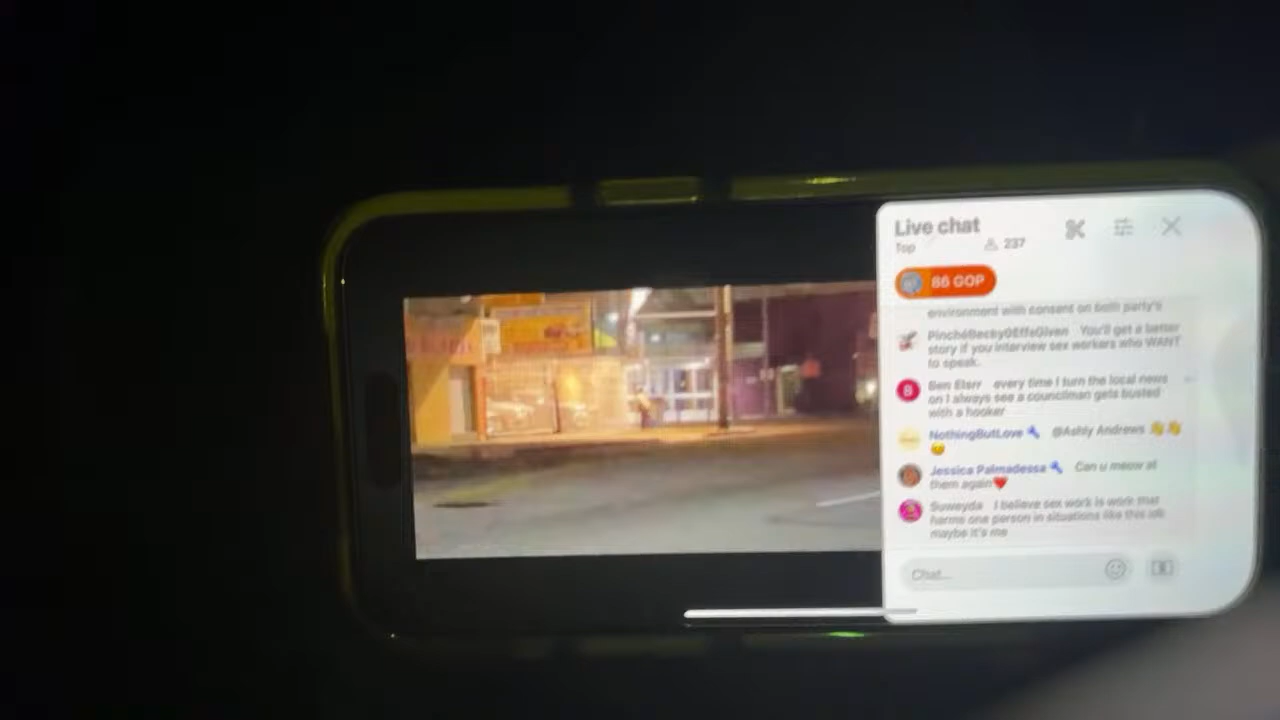 Live chat
Top 237
86 GOP
environment with consent on both party's
PinchéBeckyGEffsGiven You'll get a better
story if you interview sex workers who WANT
to speak.
Ben Elerr every time I turn the local news
on I always see a councilman gets busted
with a hooker
NothingButLove 🔧 @Ashly Andrews 👋👋
😊
Jessica Palmadessa 🔧 Can u meow at
them again❤️
Suweyda I believe sex work is work that
harms one person in situations like this idk
maybe it's me
Chat...